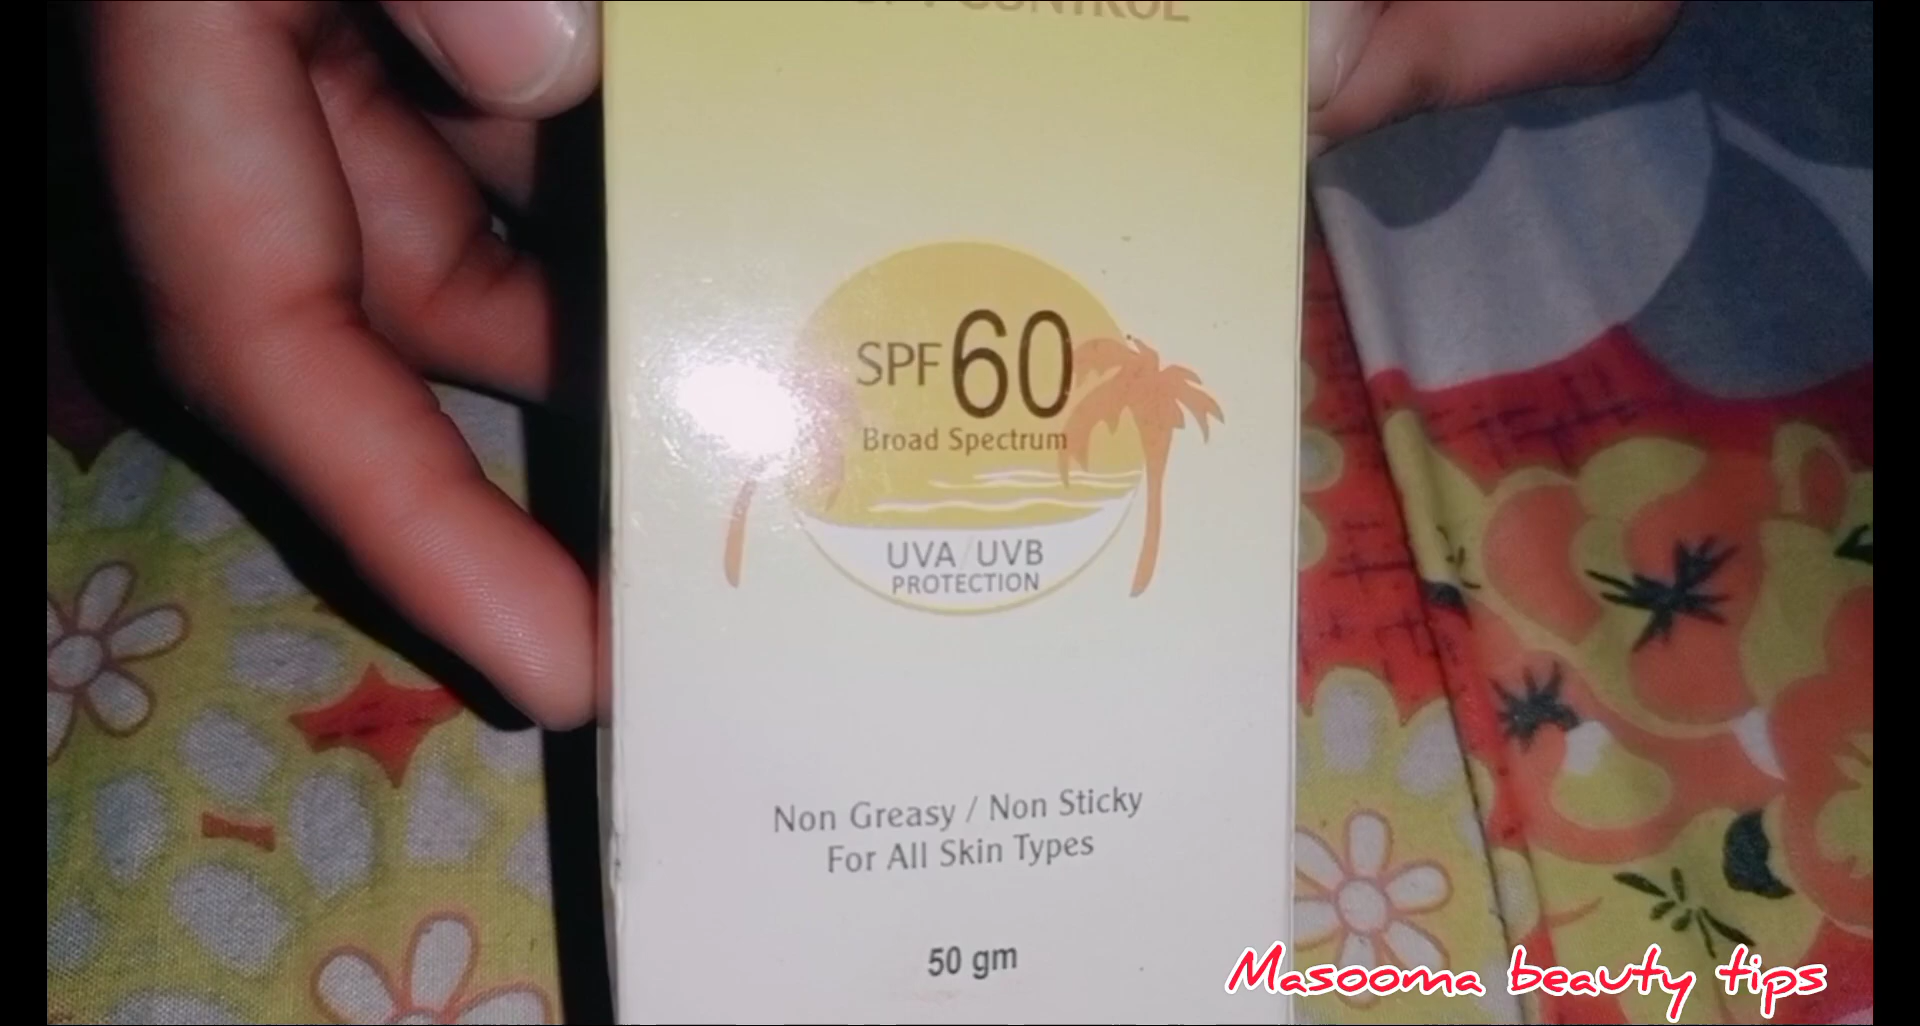 CONTROL
SPF 60
Broad Spectrum
UVA/UVB
PROTECTION
Non Greasy / Non Sticky
For All Skin Types
50 gm
Masooma beauty tips